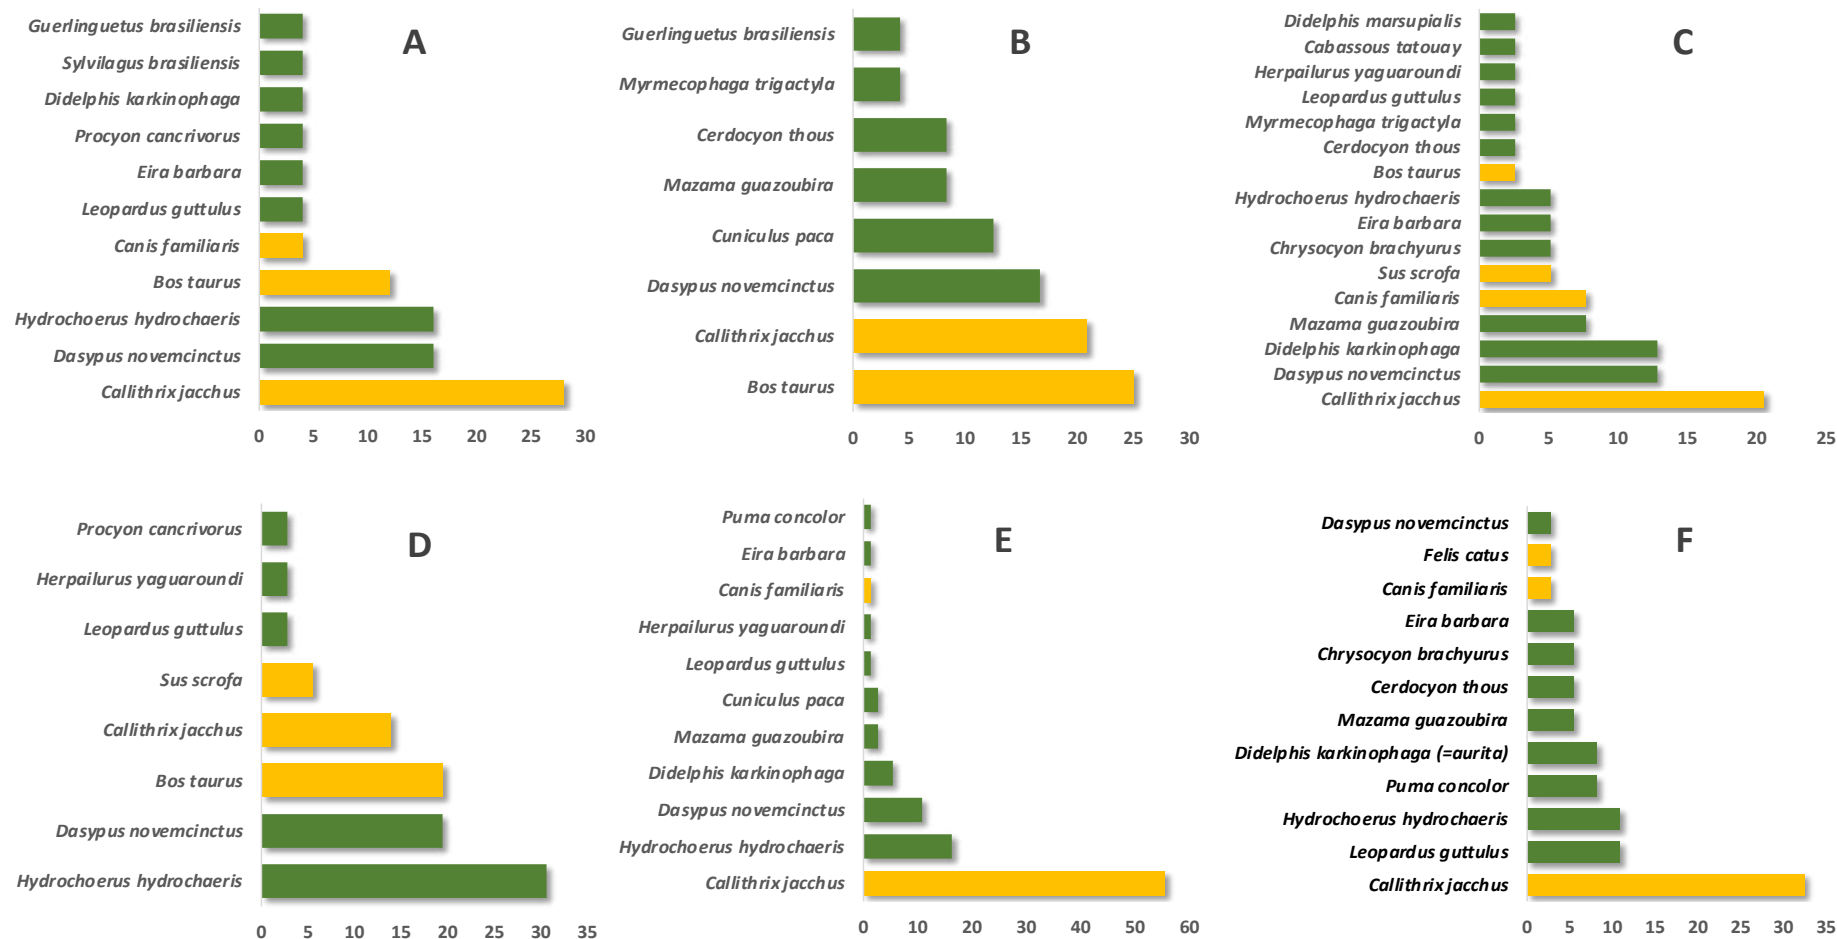 A
Guerlinguetus brasiliensis
Sylvilagus brasiliensis
Didelphis karkinophaga
Procyon cancrivorus
Eira barbara
Leopardus guttulus
Canis familiaris
Bos taurus
Hydrochoerus hydrochaeris
Dasypus novemcinctus
Callithrix jacchus
0 5 10 15 20 25 30
B
Guerlinguetus brasiliensis
Myrmecophaga trigactyla
Cerdocyon thous
Mazama guazoubira
Cuniculus paca
Dasypus novemcinctus
Callithrix jacchus
Bos taurus
0 5 10 15 20 25 30
C
Didelphis marsupialis
Cabassous tatouay
Herpailurus yaguaroundi
Leopardus guttulus
Myrmecophaga trigactyla
Cerdocyon thous
Bos taurus
Hydrochoerus hydrochaeris
Eira barbara
Chrysocyon brachyurus
Sus scrofa
Canis familiaris
Mazama guazoubira
Didelphis karkinophaga
Dasypus novemcinctus
Callithrix jacchus
0 5 10 15 20 25
D
Procyon cancrivorus
Herpailurus yaguaroundi
Leopardus guttulus
Sus scrofa
Callithrix jacchus
Bos taurus
Dasypus novemcinctus
Hydrochoerus hydrochaeris
0 5 10 15 20 25 30 35
E
Puma concolor
Eira barbara
Canis familiaris
Herpailurus yaguaroundi
Leopardus guttulus
Cuniculus paca
Mazama guazoubira
Didelphis karkinophaga
Dasypus novemcinctus
Hydrochoerus hydrochaeris
Callithrix jacchus
0 10 20 30 40 50 60
F
Dasypus novemcinctus
Felis catus
Canis familiaris
Eira barbara
Chrysocyon brachyurus
Cerdocyon thous
Mazama guazoubira
Didelphis karkinophaga (=aurita)
Puma concolor
Hydrochoerus hydrochaeris
Leopardus guttulus
Callithrix jacchus
0 5 10 15 20 25 30 35